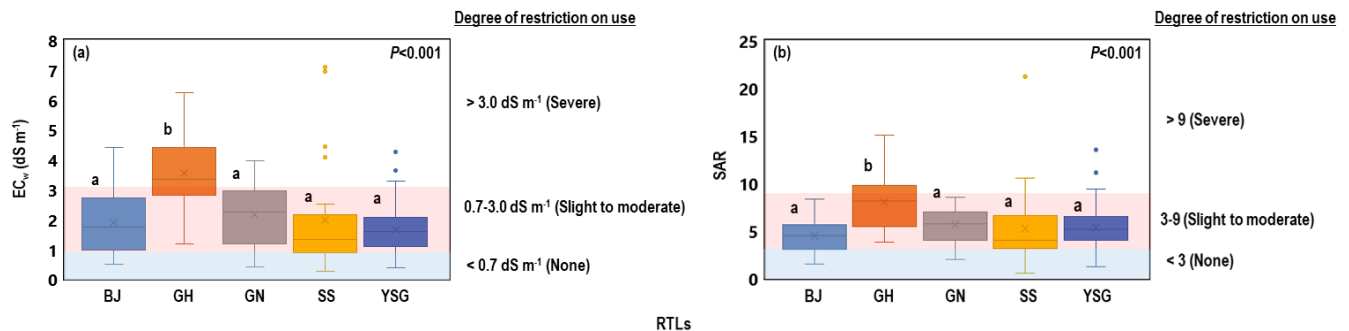 Degree of restriction on use
(a)
P<0.001
8
7
6
5
4
3
2
1
0
ECw (dS m-1)
b
a
a
a
a
BJ
GH
GN
SS
YSG
> 3.0 dS m-1 (Severe)
0.7-3.0 dS m-1 (Slight to moderate)
< 0.7 dS m-1 (None)
Degree of restriction on use
(b)
P<0.001
25
20
15
10
5
0
SAR
b
a
a
a
a
BJ
GH
GN
SS
YSG
> 9 (Severe)
3-9 (Slight to moderate)
< 3 (None)
RTLs